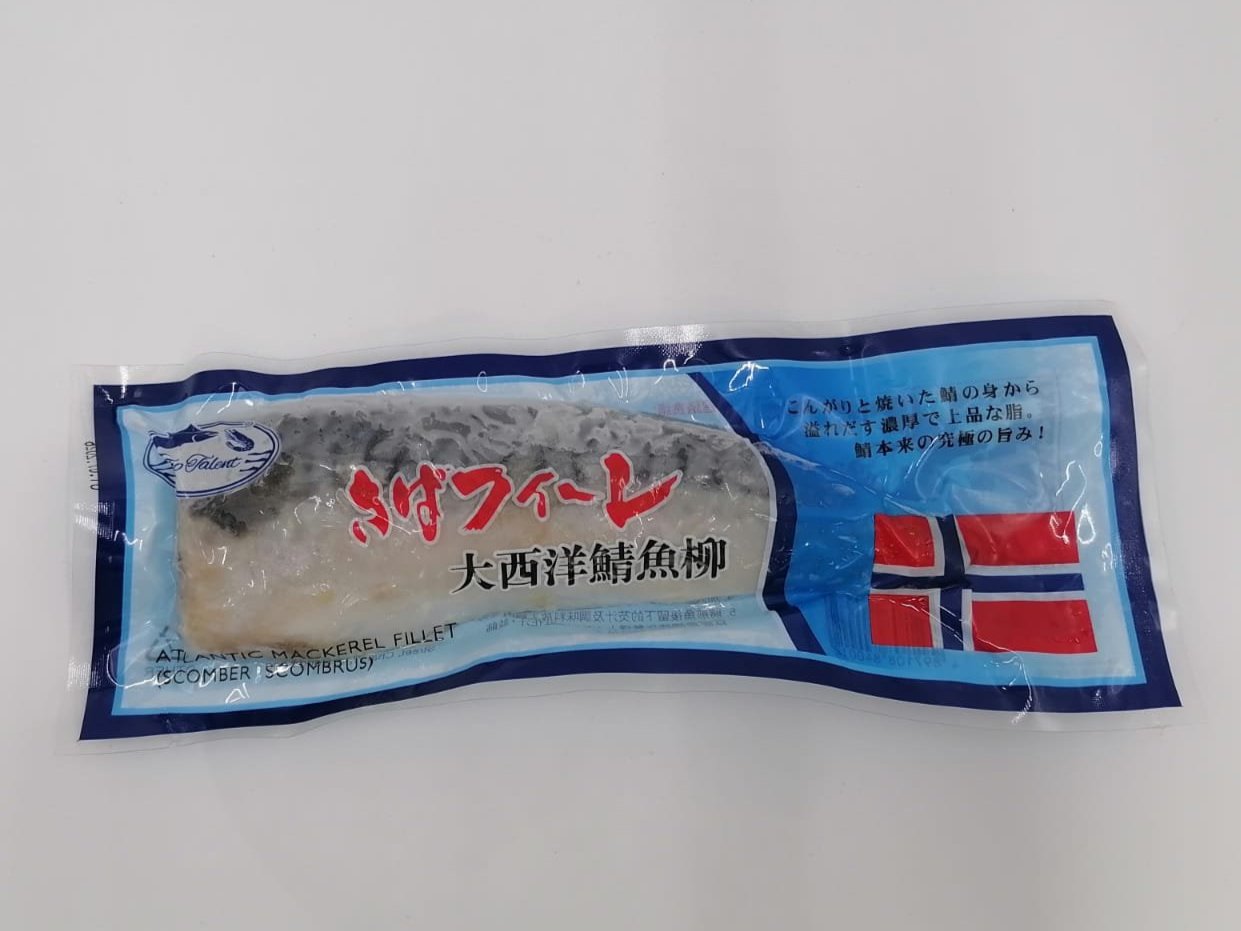 Talent
さばフィーレ
大西洋鯖魚柳
ATLANTIC MACKEREL FILLET
(SCOMBER SCOMBRUS)
こんがりと焼いた鯖の身から
溢れだす濃厚で上品な脂。
鯖本来の究極の旨み!